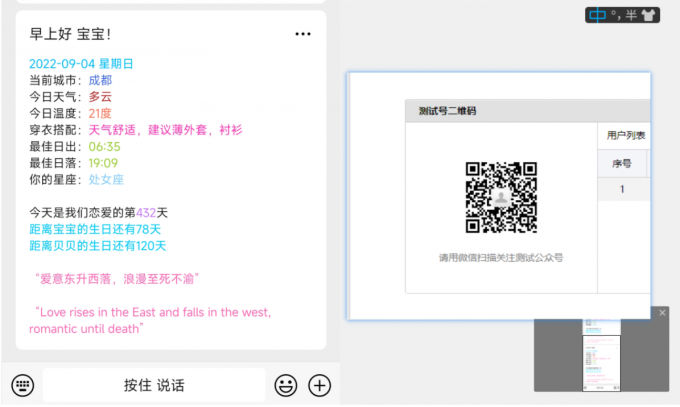 早上好 宝宝！
2022-09-04 星期日
当前城市：成都
今日天气：多云
今日温度：21度
穿衣搭配：天气舒适，建议薄外套，衬衫
最佳日出：06:35
最佳日落：19:09
你的星座：处女座
今天是我们恋爱的第432天
距离宝宝的生日还有78天
距离贝贝的生日还有120天
“爱意东升西落，浪漫至死不渝”
“Love rises in the East and falls in the west,
romantic until death”
按住 说话
中 °, 半
测试号二维码
用户列表
序号
1
请用微信扫描关注测试公众号